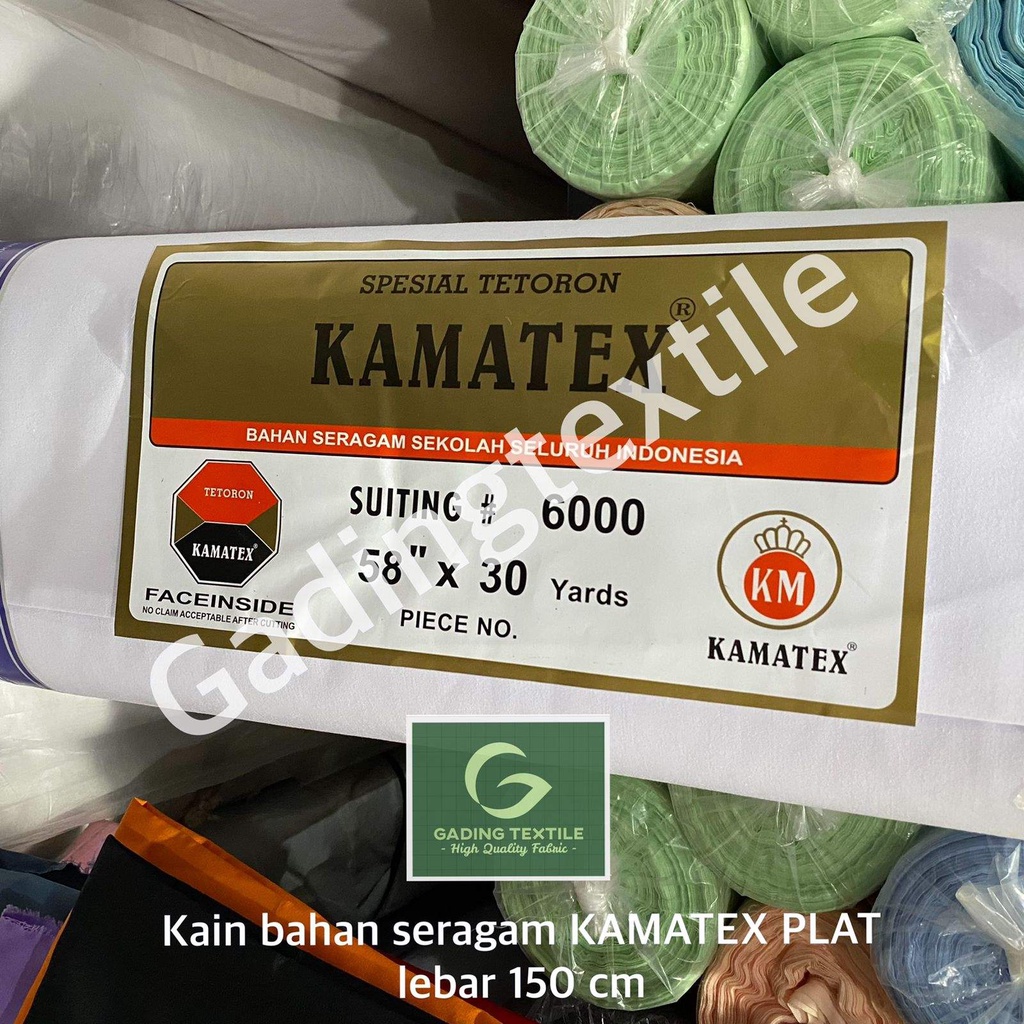 SPESIAL TETORON
KAMATEX®
BAHAN SERAGAM SEKOLAH SELURUH INDONESIA
TETORON
KAMATEX®
FACEINSIDE
NO CLAIM ACCEPTABLE AFTER CUTTING
SUITING # 6000
58" x 30 Yards
PIECE NO.
KM
KAMATEX®
Gadingtextile
G
GADING TEXTILE
- High Quality Fabric -
Kain bahan seragam KAMATEX PLAT
lebar 150 cm